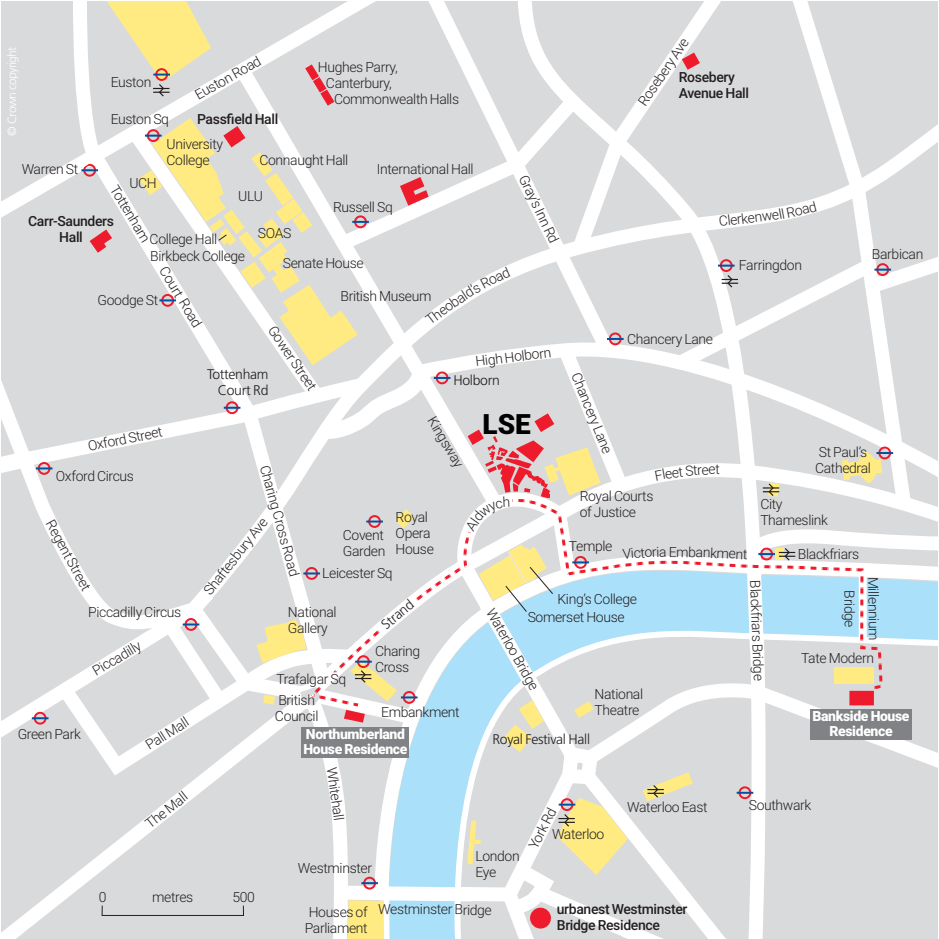 © Crown copyright
Euston
Euston Road
Hughes Parry,
Canterbury,
Commonwealth Halls
Rosebery Ave
Rosebery
Avenue Hall
Euston Sq
Passfield Hall
University
College
Connaught Hall
Warren St
UCH
ULU
International Hall
Russell Sq
Gray's Inn Rd
Clerkenwell Road
Carr-Saunders
Hall
Tottenham
Court Road
College Hall
Birkbeck College
SOAS
Senate House
Farringdon
Barbican
Goodge St
British Museum
Theobald's Road
Gower Street
Chancery Lane
High Holborn
Tottenham
Court Rd
Holborn
Chancery Lane
Oxford Street
Kingsway
LSE
Oxford Circus
Charing Cross Road
Fleet Street
St Paul's
Cathedral
Royal Courts
of Justice
City
Thameslink
Aldwych
Regent Street
Shaftesbury Ave
Covent
Garden
Royal
Opera
House
Temple
Victoria Embankment
Blackfriars
Leicester Sq
Piccadilly Circus
National
Gallery
Strand
King's College
Somerset House
Waterloo Bridge
Blackfriars Bridge
Millennium
Bridge
Piccadilly
Charing
Cross
Trafalgar Sq
Tate Modern
British
Council
Embankment
National
Theatre
Green Park
Pall Mall
Northumberland
House Residence
Royal Festival Hall
Bankside House
Residence
The Mall
Whitehall
York Rd
Waterloo
Waterloo East
Southwark
London
Eye
Westminster
0 metres 500
Houses of
Parliament
Westminster Bridge
urbanest Westminster
Bridge Residence